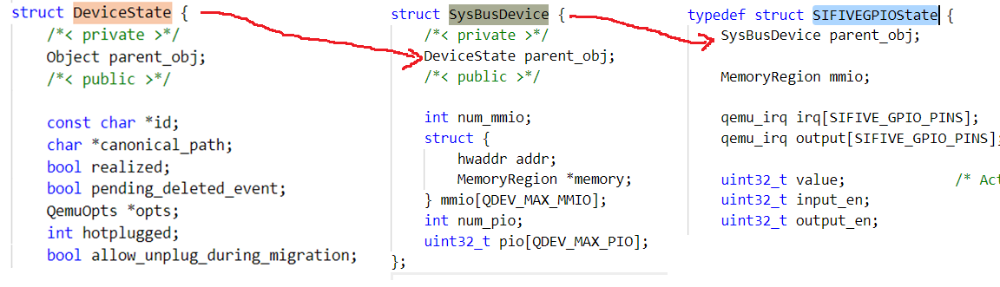 struct DeviceState {
/*< private >*/
Object parent_obj;
/*< public >*/
const char *id;
char *canonical_path;
bool realized;
bool pending_deleted_event;
QemuOpts *opts;
int hotplugged;
bool allow_unplug_during_migration;
struct SysBusDevice {
/*< private >*/
DeviceState parent_obj;
/*< public >*/
int num_mmio;
struct {
hwaddr addr;
MemoryRegion *memory;
} mmio[QDEV_MAX_MMIO];
int num_pio;
uint32_t pio[QDEV_MAX_PIO];
};
typedef struct SIFIVEGPIOState {
SysBusDevice parent_obj;
MemoryRegion mmio;
qemu_irq irq[SIFIVE_GPIO_PINS];
qemu_irq output[SIFIVE_GPIO_PINS];
uint32_t value; /* Act
uint32_t input_en;
uint32_t output_en;